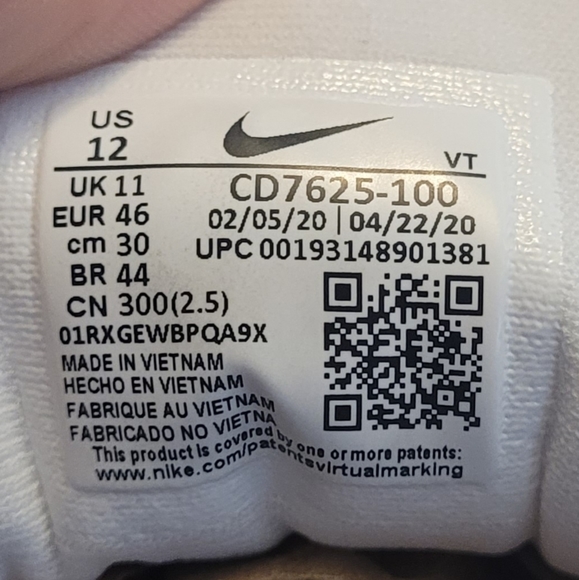 US
12
VT
UK 11
CD7625-100
EUR 46
02/05/20 | 04/22/20
cm 30
UPC 00193148901381
BR 44
CN 300(2.5)
01RXGEWBPQA9X
MADE IN VIETNAM
HECHO EN VIETNAM
FABRIQUE AU VIETNAM
FABRICADO NO VIETNA
This product is covered by one or more patents:
www.nike.com/patentsvirtualmarking